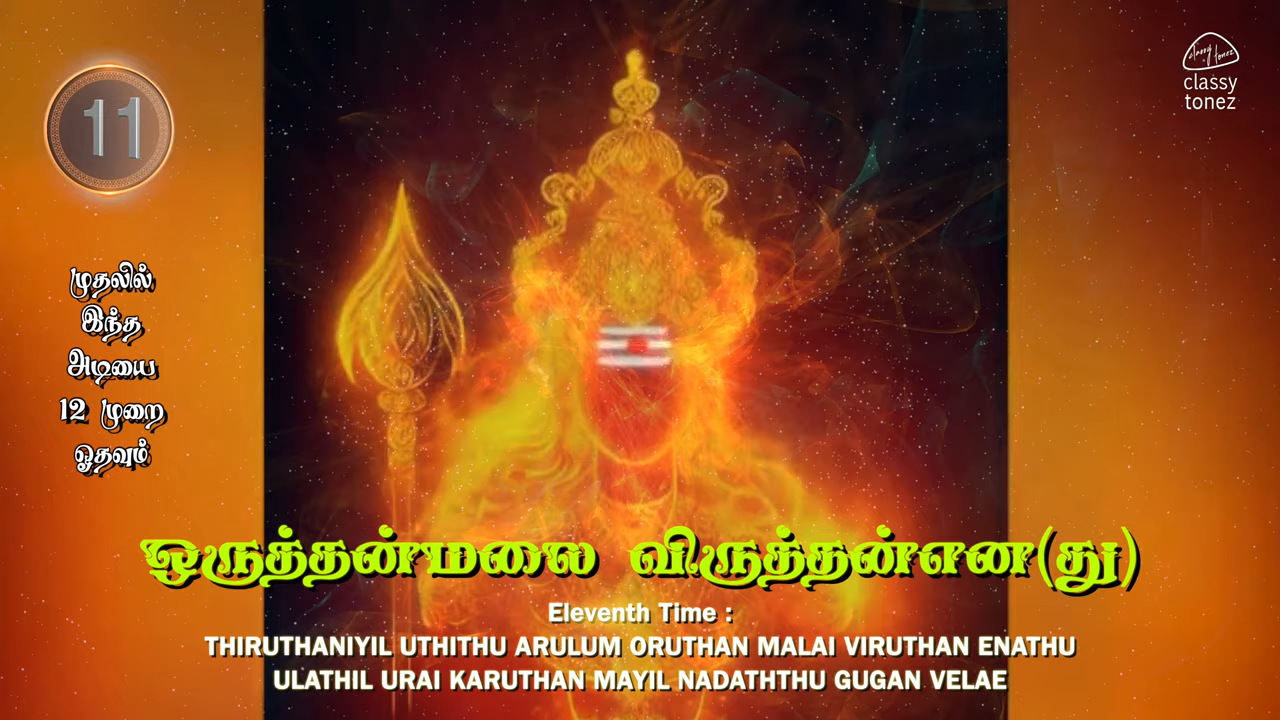 11
classy tonez
classy
tonez
முதலில்
இந்த
அடியை
12 முறை
ஓதவும்
ஒருத்தன்மலை விருத்தன்என(து)
Eleventh Time :
THIRUTHANIYIL UTHITHU ARULUM ORUTHAN MALAI VIRUTHAN ENATHU
ULATHIL URAI KARUTHAN MAYIL NADATHTHU GUGAN VELAE